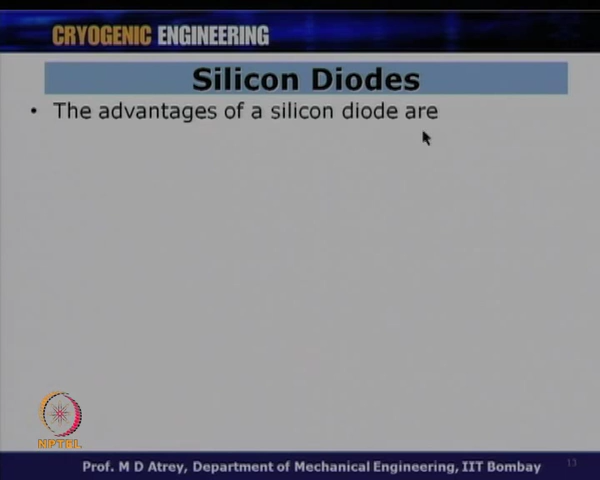 CRYOGENIC ENGINEERING
Silicon Diodes
• The advantages of a silicon diode are
NPTEL
Prof. M D Atrey, Department of Mechanical Engineering, IIT Bombay
13